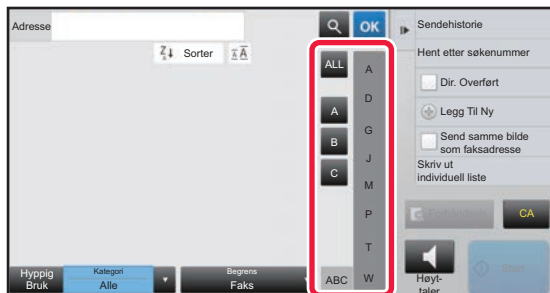 Adresse
OK
Sendehistorie
Sorter
Hent etter søkenummer
ALL
A
Dir. Overført
D
A
Legg Til Ny
B
G
Send samme bilde
som faksadresse
C
J
Skriv ut
individuell liste
M
P
CA
T
Hyppig
Bruk
Kategori
Alle
Begrens
Faks
ABC
W
Høyt-
taler
Start